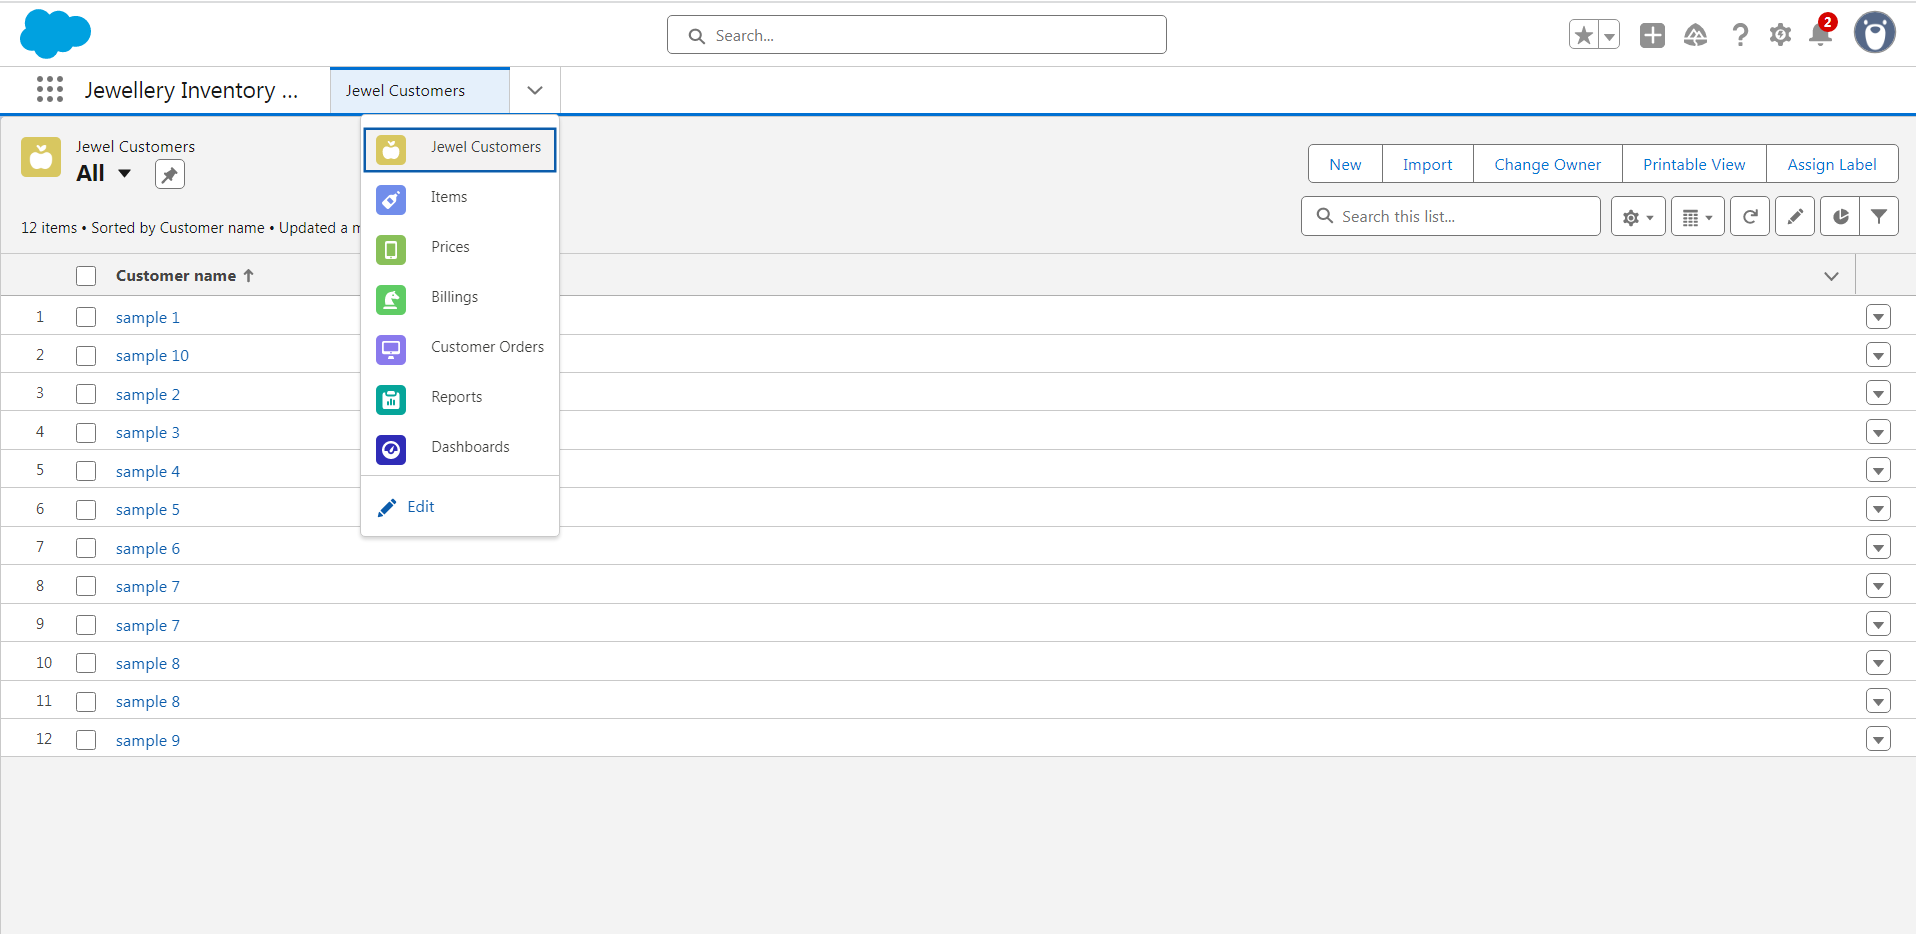 Search...
2
Jewellery Inventory ...
Jewel Customers
Jewel Customers
All
12 items • Sorted by Customer name • Updated a
New
Import
Change Owner
Printable View
Assign Label
Search this list...
Jewel Customers
Items
Prices
Billings
Customer Orders
Reports
Dashboards
Edit
Customer name
1 sample 1
2 sample 10
3 sample 2
4 sample 3
5 sample 4
6 sample 5
7 sample 6
8 sample 7
9 sample 7
10 sample 8
11 sample 8
12 sample 9